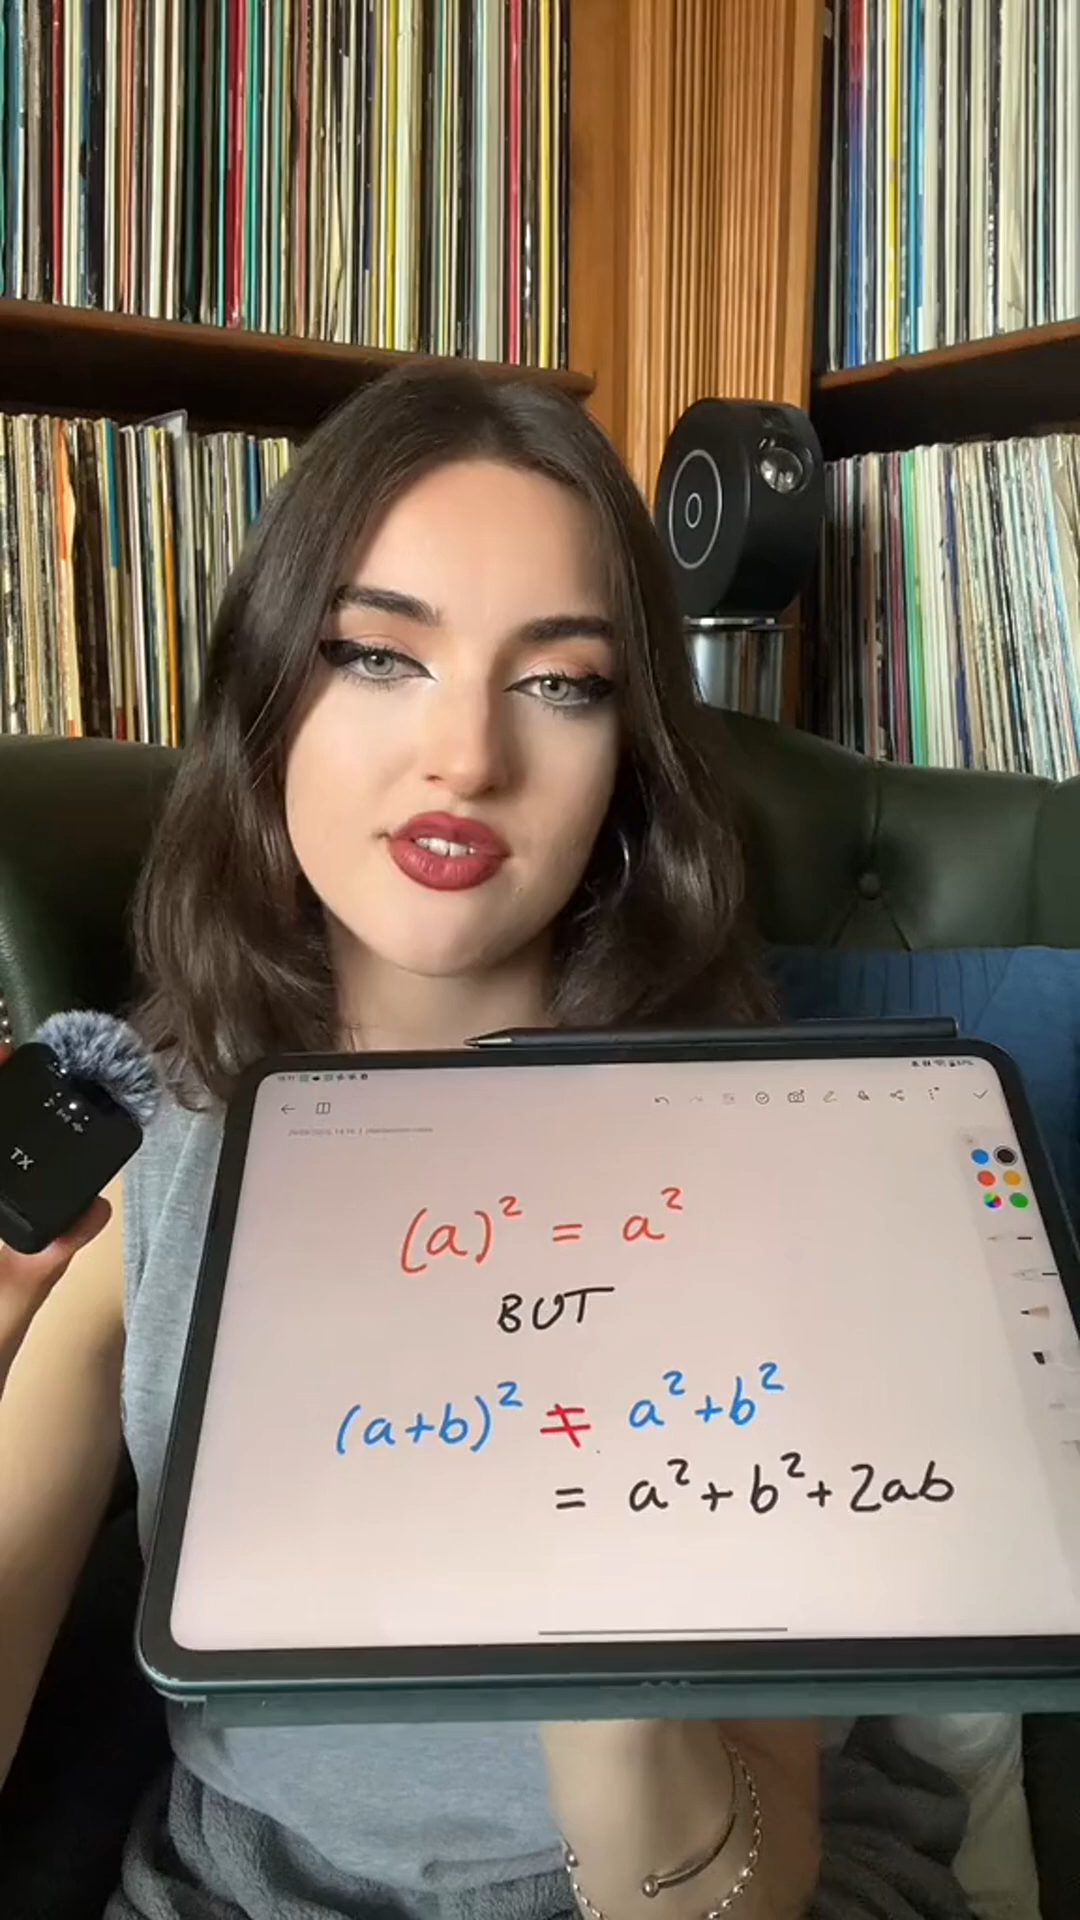 TX
(a)² = a²
BUT
(a+b)² ≠ a²+b²
= a²+b²+2ab